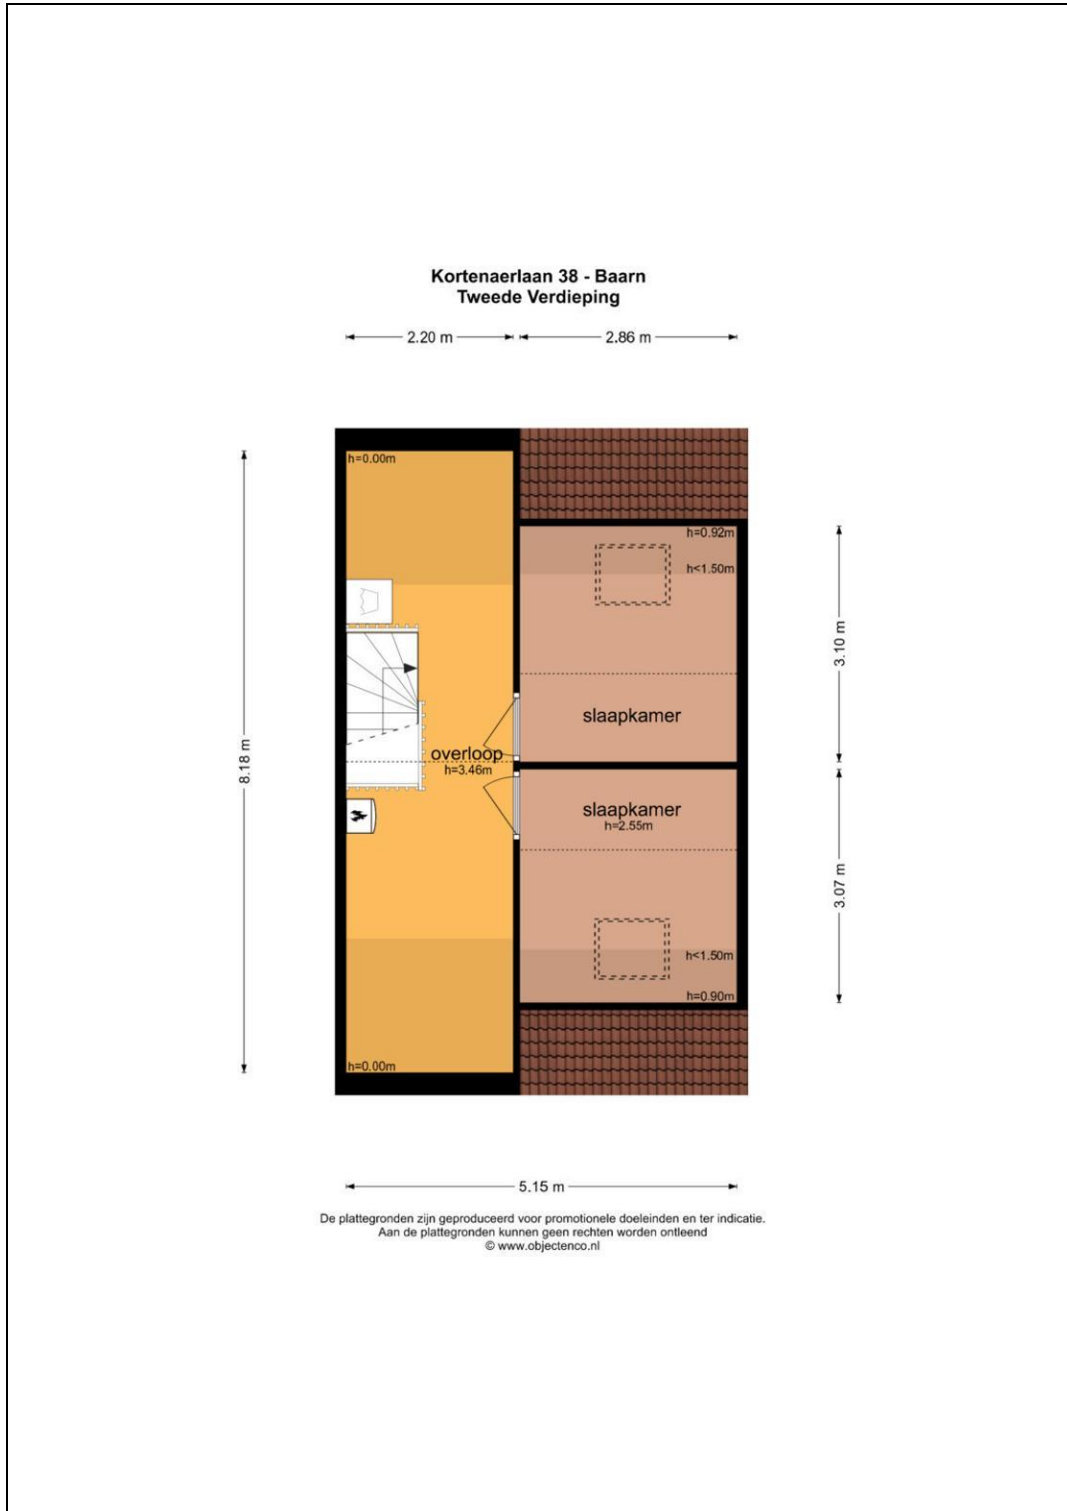 Kortenaerlaan 38 - Baarn
Tweede Verdieping
2.20 m
2.86 m
h=0.00m
h=0.92m
h<1.50m
3.10 m
slaapkamer
overloop
h=3.46m
8.18 m
slaapkamer
h=2.55m
3.07 m
h<1.50m
h=0.90m
h=0.00m
5.15 m
De plattegronden zijn geproduceerd voor promotionele doeleinden en ter indicatie.
Aan de plattegronden kunnen geen rechten worden ontleend
© www.objectenco.nl